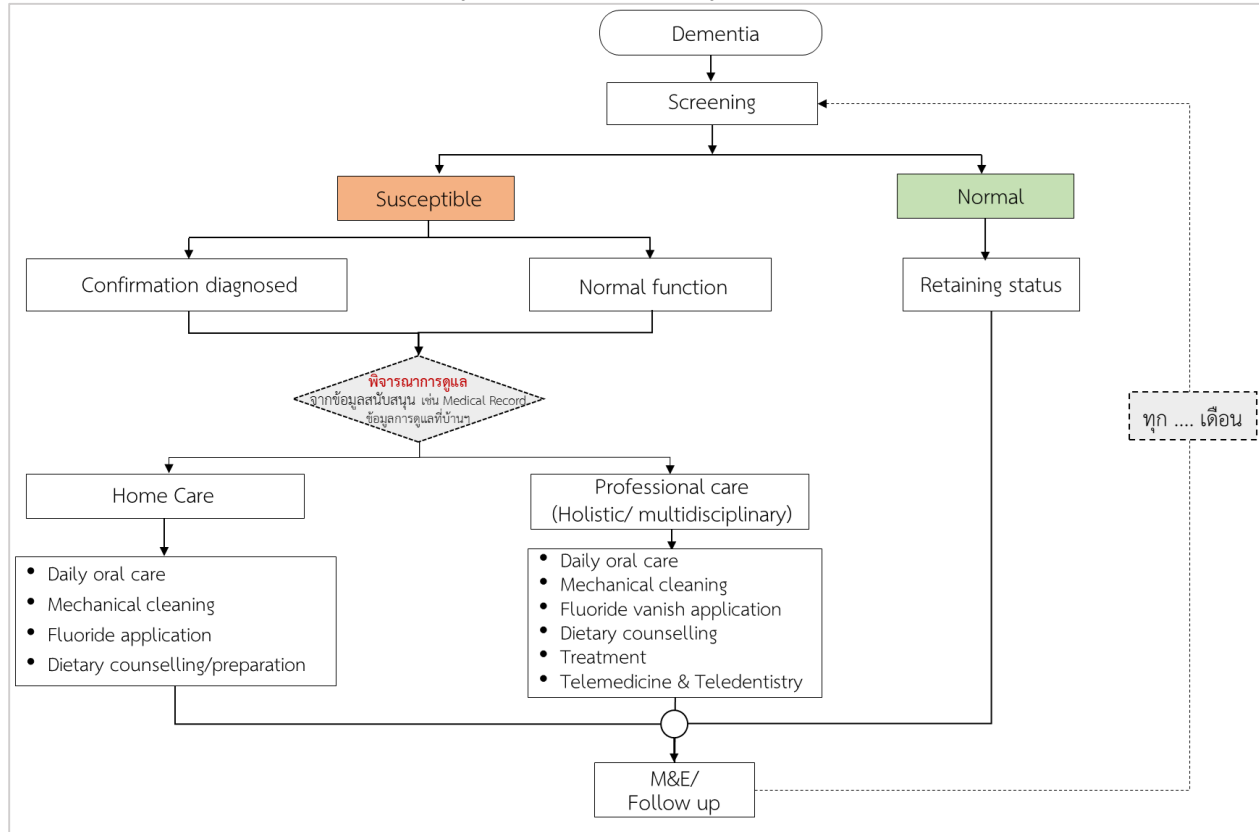 Dementia
Screening
Susceptible
Normal
Confirmation diagnosed
Normal function
Retaining status
พิจารณาการดูแล
จากข้อมูลสนับสนุน เช่น Medical Record
ข้อมูลการดูแลที่บ้านฯ
ทุก .... เดือน
Home Care
Professional care
(Holistic/ multidisciplinary)
• Daily oral care
• Mechanical cleaning
• Fluoride application
• Dietary counselling/preparation
• Daily oral care
• Mechanical cleaning
• Fluoride vanish application
• Dietary counselling
• Treatment
• Telemedicine & Teledentistry
M&E/
Follow up